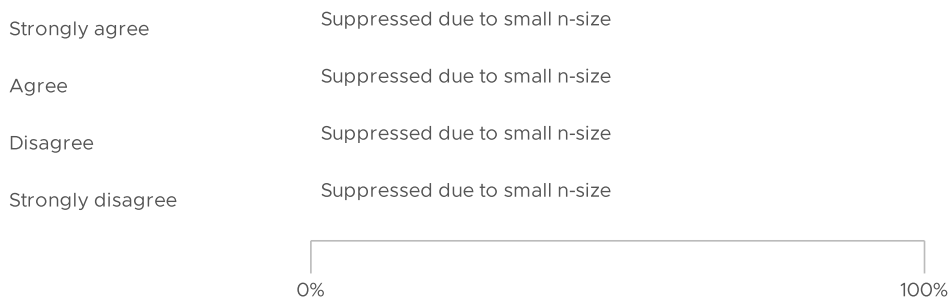 Strongly agree
Suppressed due to small n-size
Agree
Suppressed due to small n-size
Disagree
Suppressed due to small n-size
Strongly disagree
Suppressed due to small n-size
0%
100%